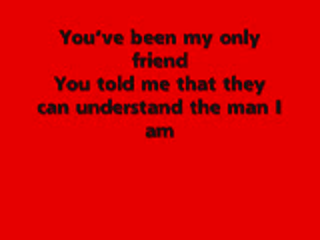 You've been my only
friend
You told me that they
can understand the man I
am